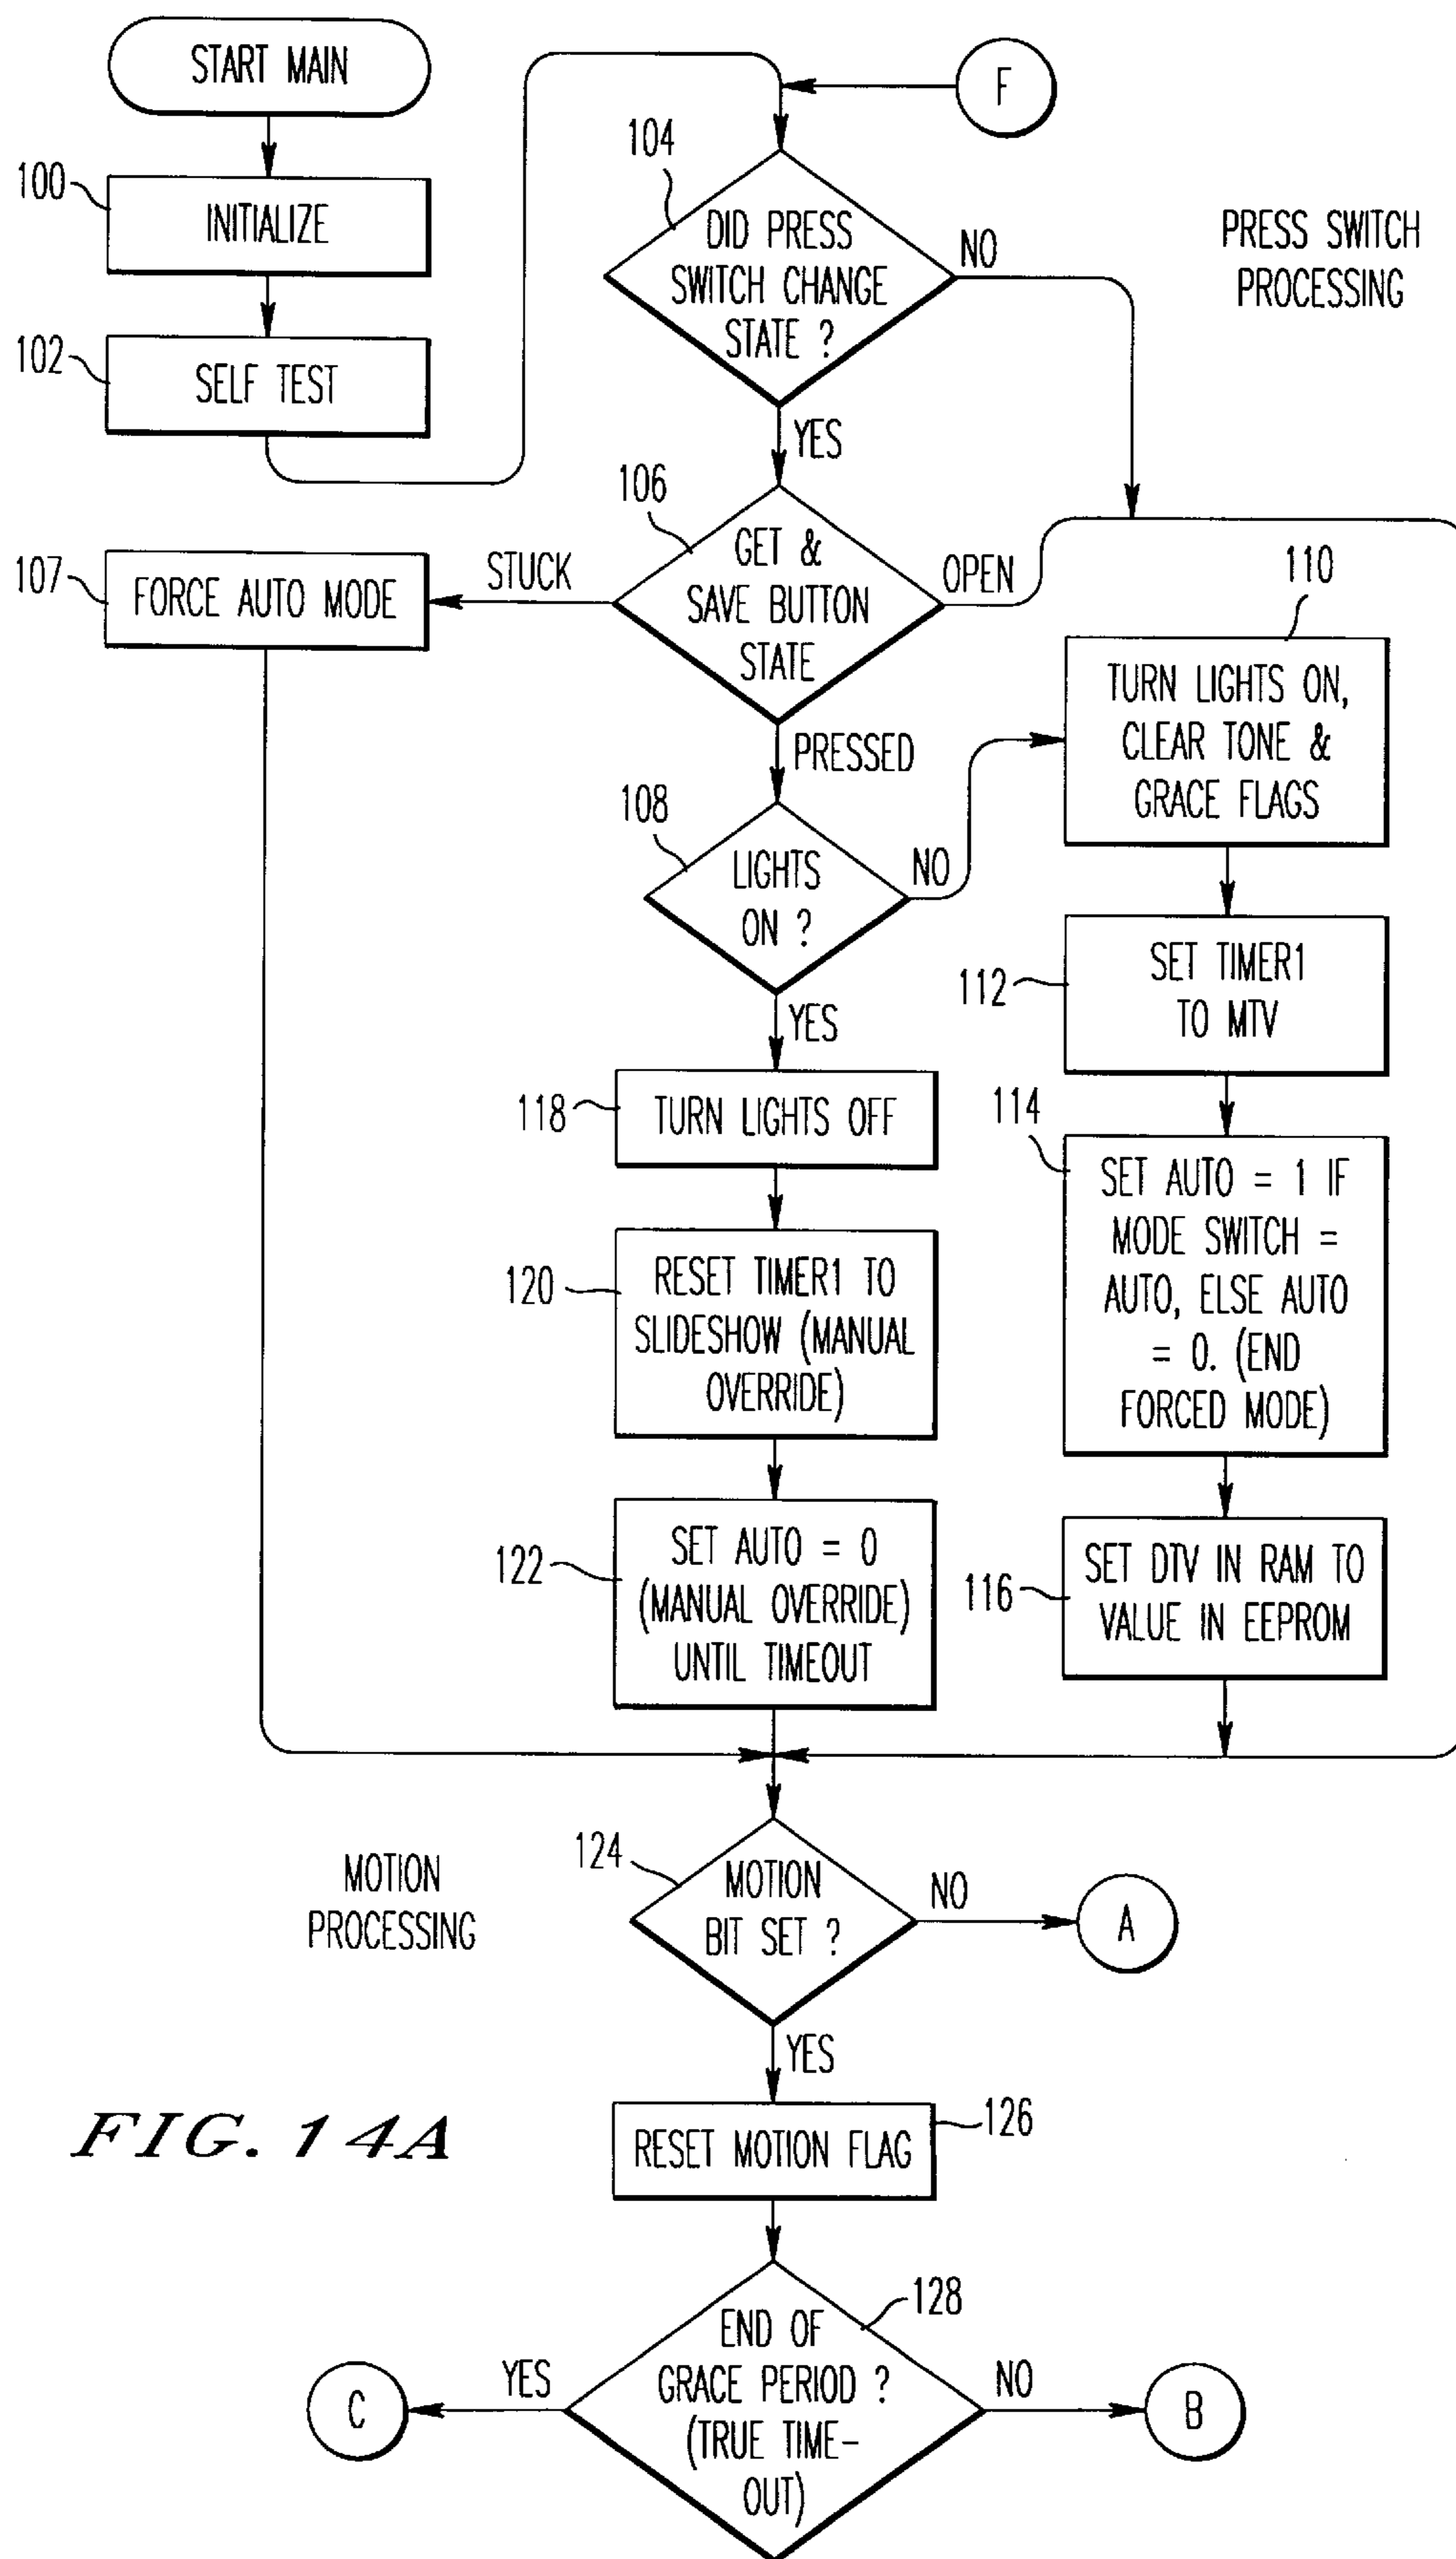 START MAIN
F
100
INITIALIZE
102
SELF TEST
104
DID PRESS
SWITCH CHANGE
STATE ?
NO
PRESS SWITCH
PROCESSING
YES
106
GET &
SAVE BUTTON
STATE
STUCK
OPEN
107
FORCE AUTO MODE
PRESSED
108
LIGHTS
ON ?
NO
110
TURN LIGHTS ON,
CLEAR TONE &
GRACE FLAGS
112
SET TIMER1
TO MTV
114
SET AUTO = 1 IF
MODE SWITCH =
AUTO, ELSE AUTO
= 0. (END
FORCED MODE)
116
SET DTV IN RAM TO
VALUE IN EEPROM
YES
118
TURN LIGHTS OFF
120
RESET TIMER1 TO
SLIDESHOW (MANUAL
OVERRIDE)
122
SET AUTO = 0
(MANUAL OVERRIDE)
UNTIL TIMEOUT
MOTION
PROCESSING
124
MOTION
BIT SET ?
NO
A
YES
126
RESET MOTION FLAG
128
END OF
GRACE PERIOD ?
(TRUE TIME-
OUT)
YES
C
NO
B
FIG. 14A